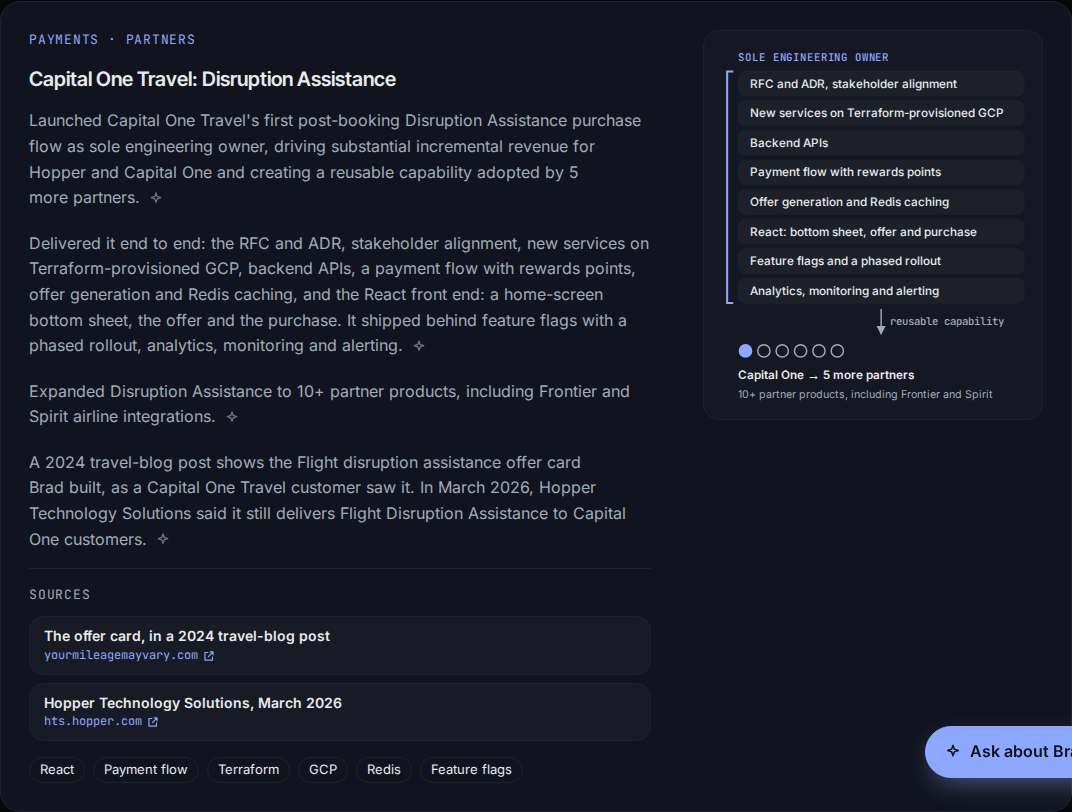 PAYMENTS · PARTNERS
Capital One Travel: Disruption Assistance
Launched Capital One Travel's first post-booking Disruption Assistance purchase
flow as sole engineering owner, driving substantial incremental revenue for
Hopper and Capital One and creating a reusable capability adopted by 5
more partners.
Delivered it end to end: the RFC and ADR, stakeholder alignment, new services on
Terraform-provisioned GCP, backend APIs, a payment flow with rewards points,
offer generation and Redis caching, and the React front end: a home-screen
bottom sheet, the offer and the purchase. It shipped behind feature flags with a
phased rollout, analytics, monitoring and alerting.
Expanded Disruption Assistance to 10+ partner products, including Frontier and
Spirit airline integrations.
A 2024 travel-blog post shows the Flight disruption assistance offer card
Brad built, as a Capital One Travel customer saw it. In March 2026, Hopper
Technology Solutions said it still delivers Flight Disruption Assistance to Capital
One customers.
SOURCES
The offer card, in a 2024 travel-blog post
yourmileagemayvary.com
Hopper Technology Solutions, March 2026
hts.hopper.com
React
Payment flow
Terraform
GCP
Redis
Feature flags
SOLE ENGINEERING OWNER
RFC and ADR, stakeholder alignment
New services on Terraform-provisioned GCP
Backend APIs
Payment flow with rewards points
Offer generation and Redis caching
React: bottom sheet, offer and purchase
Feature flags and a phased rollout
Analytics, monitoring and alerting
reusable capability
Capital One → 5 more partners
10+ partner products, including Frontier and Spirit
Ask about